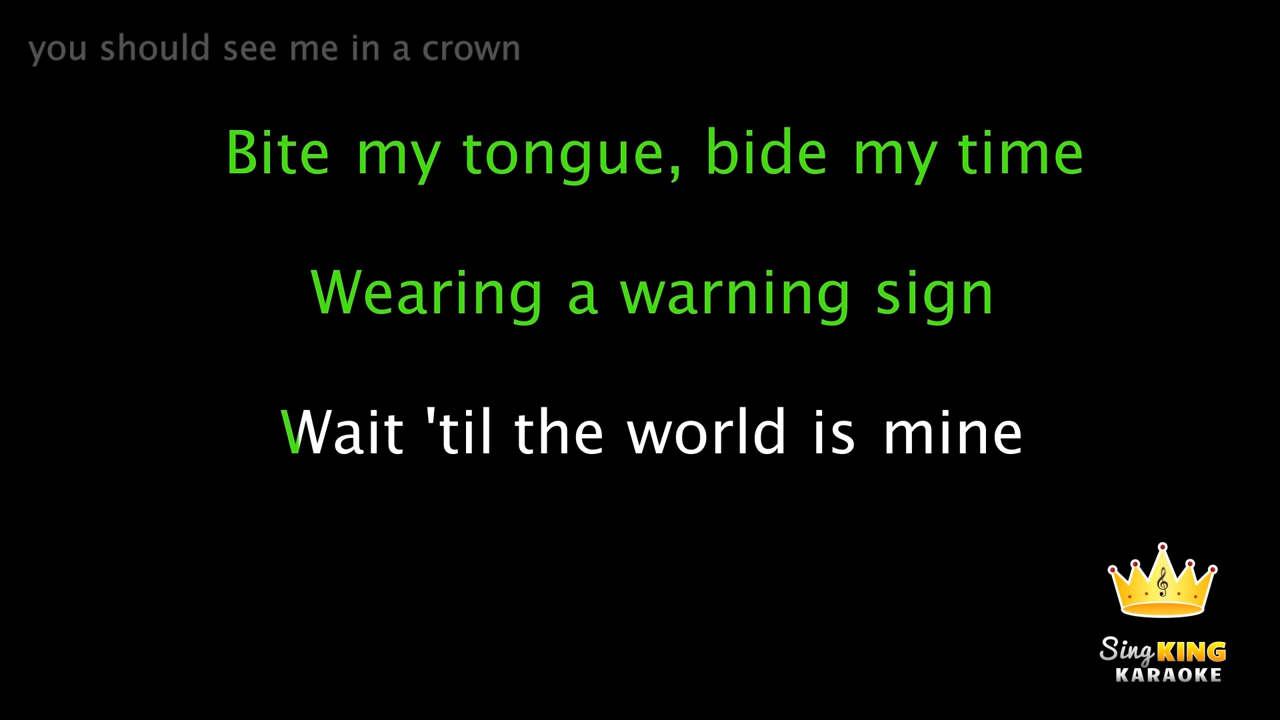 you should see me in a crown
Bite my tongue, bide my time
Wearing a warning sign
Wait 'til the world is mine
Sing KING
KARAOKE